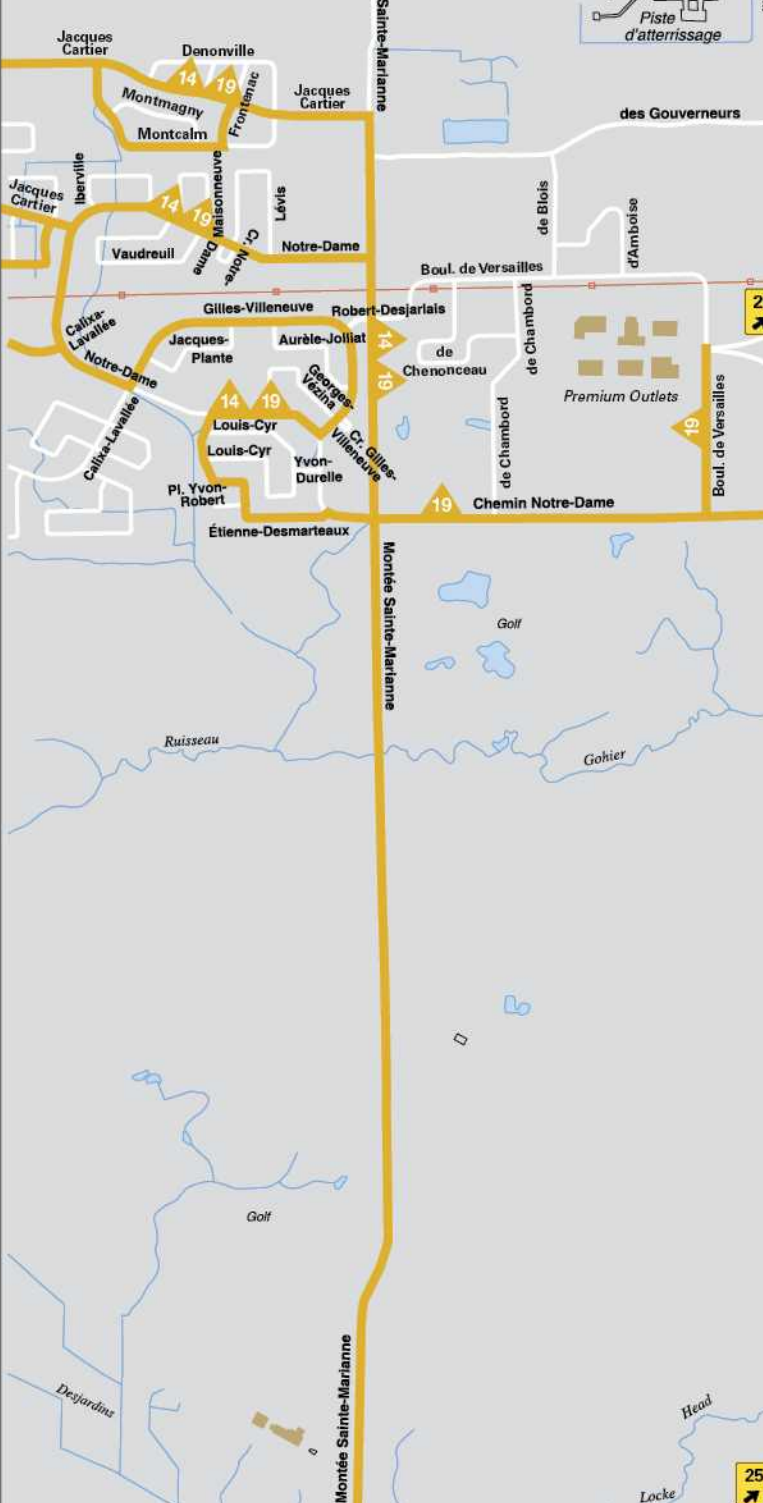 Sainte-Marianne
Piste
d'atterrissage
Jacques
Cartier
Denonville
14
19
Montmagny
Frontenac
Jacques
Cartier
Montcalm
des Gouverneurs
Iberville
Maisonneuve
Lévis
Jacques
Cartier
14
19
de Blois
d'Amboise
Vaudreuil
Cr. Notre-
Dame
Notre-Dame
Boul. de Versailles
Gilles-Villeneuve
Robert-Desjarlais
2
Calixa-
Lavallée
Jacques-
Plante
Aurèle-Jolliat
14
de Chambord
de
Chenonceau
Notre-Dame
Georges-
Vézina
19
Premium Outlets
14
19
Boul. de Versailles
19
Calixa-Lavallée
Louis-Cyr
Cr. Gilles-
Villeneuve
de Chambord
Louis-Cyr
Yvon-
Durelle
Pl. Yvon-
Robert
19
Chemin Notre-Dame
Étienne-Desmarteaux
Montée Sainte-Marianne
Golf
Ruisseau
Gohier
Golf
Montée Sainte-Marianne
Desjardins
Head
Locke
25